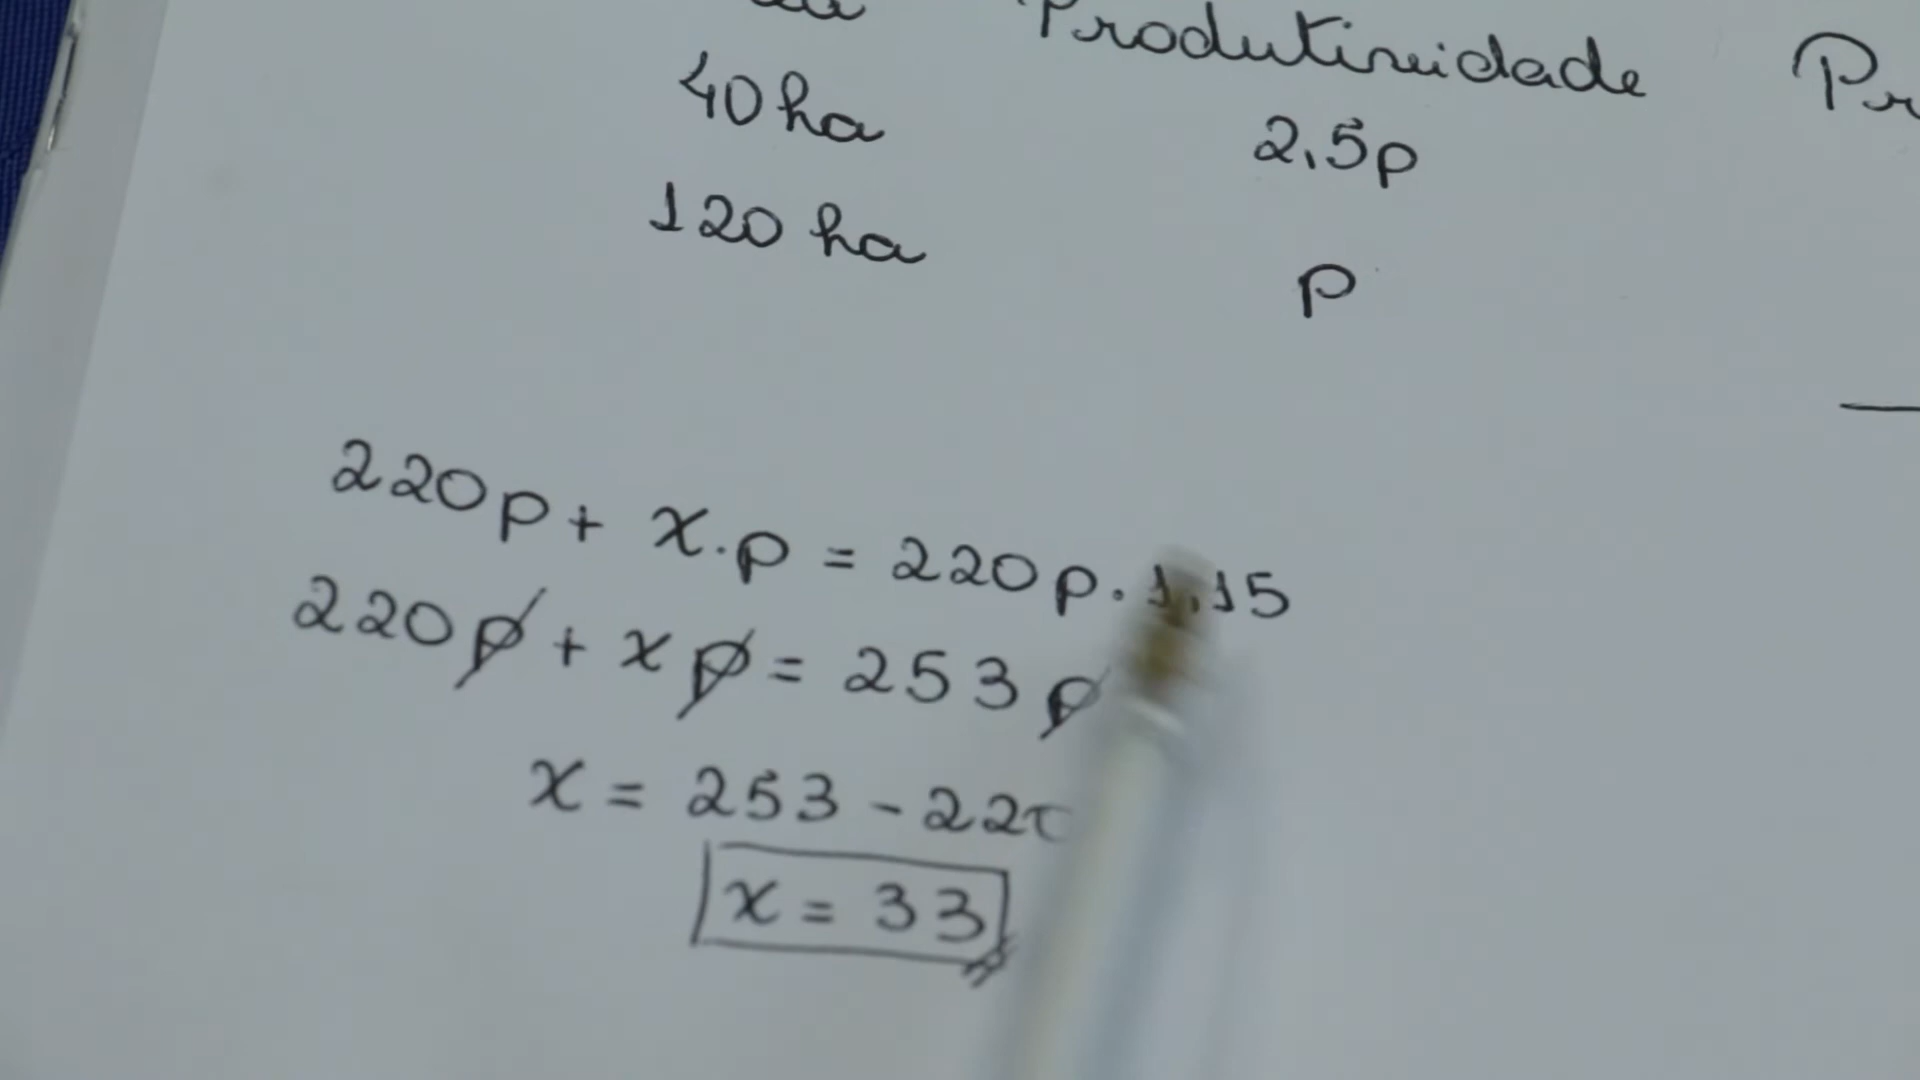 Produtividade
40 ha 2,5p
120 ha p
220p + x.p = 220p . 1,15
220p + xp = 253p
x = 253 - 220
x = 33